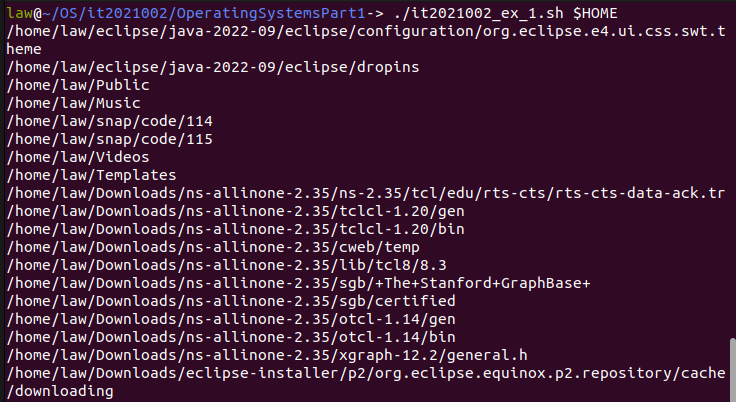 law@~/OS/it2021002/OperatingSystemsPart1-> ./it2021002_ex_1.sh $HOME
/home/law/eclipse/java-2022-09/eclipse/configuration/org.eclipse.e4.ui.css.swt.t
heme
/home/law/eclipse/java-2022-09/eclipse/dropins
/home/law/Public
/home/law/Music
/home/law/snap/code/114
/home/law/snap/code/115
/home/law/Videos
/home/law/Templates
/home/law/Downloads/ns-allinone-2.35/ns-2.35/tcl/edu/rts-cts/rts-cts-data-ack.tr
/home/law/Downloads/ns-allinone-2.35/tclcl-1.20/gen
/home/law/Downloads/ns-allinone-2.35/tclcl-1.20/bin
/home/law/Downloads/ns-allinone-2.35/cweb/temp
/home/law/Downloads/ns-allinone-2.35/lib/tcl8/8.3
/home/law/Downloads/ns-allinone-2.35/sgb/+The+Stanford+GraphBase+
/home/law/Downloads/ns-allinone-2.35/sgb/certified
/home/law/Downloads/ns-allinone-2.35/otcl-1.14/gen
/home/law/Downloads/ns-allinone-2.35/otcl-1.14/bin
/home/law/Downloads/ns-allinone-2.35/xgraph-12.2/general.h
/home/law/Downloads/eclipse-installer/p2/org.eclipse.equinox.p2.repository/cache
/downloading